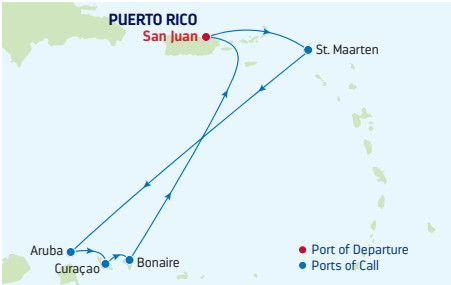 PUERTO RICO
San Juan
St. Maarten
Aruba
Curaçao
Bonaire
Port of Departure
Ports of Call